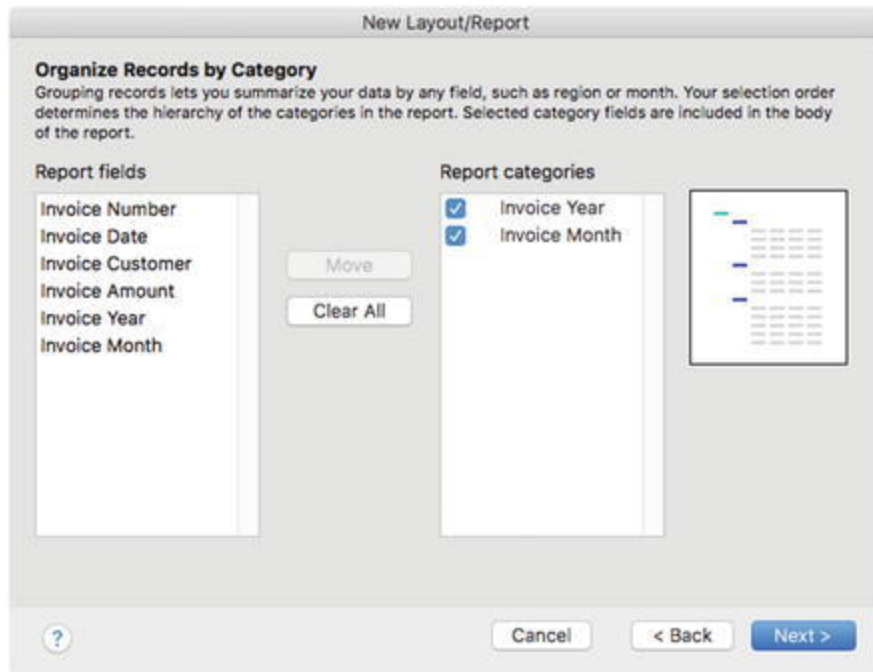 New Layout/Report
Organize Records by Category
Grouping records lets you summarize your data by any field, such as region or month. Your selection order
determines the hierarchy of the categories in the report. Selected category fields are included in the body
of the report.
Report fields
Invoice Number
Invoice Date
Invoice Customer
Invoice Amount
Invoice Year
Invoice Month
Move
Clear All
Report categories
Invoice Year
Invoice Month
?
Cancel
< Back
Next >